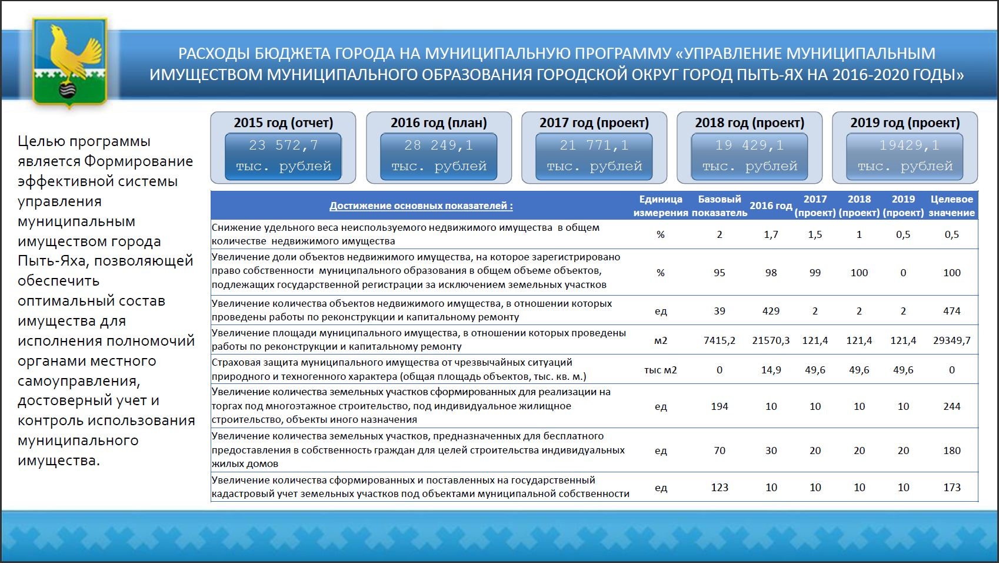 РАСХОДЫ БЮДЖЕТА ГОРОДА НА МУНИЦИПАЛЬНУЮ ПРОГРАММУ «УПРАВЛЕНИЕ МУНИЦИПАЛЬНЫМ
ИМУЩЕСТВОМ МУНИЦИПАЛЬНОГО ОБРАЗОВАНИЯ ГОРОДСКОЙ ОКРУГ ГОРОД ПЫТЬ-ЯХ НА 2016-2020 ГОДЫ»
Целью программы
является Формирование
эффективной системы
управления
муниципальным
имуществом города
Пыть-Яха, позволяющей
обеспечить
оптимальный состав
имущества для
исполнения полномочий
органами местного
самоуправления,
достоверный учет и
контроль использования
муниципального
имущества.
2015 год (отчет)
23 572,7
тыс. рублей
2016 год (план)
28 249,1
тыс. рублей
2017 год (проект)
21 771,1
тыс. рублей
2018 год (проект)
19 429,1
тыс. рублей
2019 год (проект)
19429,1
тыс. рублей
Достижение основных показателей :
Единица
измерения
Базовый
показатель
2016 год
2017
(проект)
2018
(проект)
2019
(проект)
Целевое
значение
Снижение удельного веса неиспользуемого недвижимого имущества в общем
количестве недвижимого имущества
% 2 1,7 1,5 1 0,5 0,5
Увеличение доли объектов недвижимого имущества, на которое зарегистрировано
право собственности муниципального образования в общем объеме объектов,
подлежащих государственной регистрации за исключением земельных участков
% 95 98 99 100 0 100
Увеличение количества объектов недвижимого имущества, в отношении которых
проведены работы по реконструкции и капитальному ремонту
ед 39 429 2 2 2 474
Увеличение площади муниципального имущества, в отношении которых проведены
работы по реконструкции и капитальному ремонту
м2 7415,2 21570,3 121,4 121,4 121,4 29349,7
Страховая защита муниципального имущества от чрезвычайных ситуаций
природного и техногенного характера (общая площадь объектов, тыс. кв. м.)
тыс м2 0 14,9 49,6 49,6 49,6 0
Увеличение количества земельных участков сформированных для реализации на
торгах под многоэтажное строительство, под индивидуальное жилищное
строительство, объекты иного назначения
ед 194 10 10 10 10 244
Увеличение количества земельных участков, предназначенных для бесплатного
предоставления в собственность граждан для целей строительства индивидуальных
жилых домов
ед 70 30 20 20 20 180
Увеличение количества сформированных и поставленных на государственный
кадастровый учет земельных участков под объектами муниципальной собственности
ед 123 10 10 10 10 173